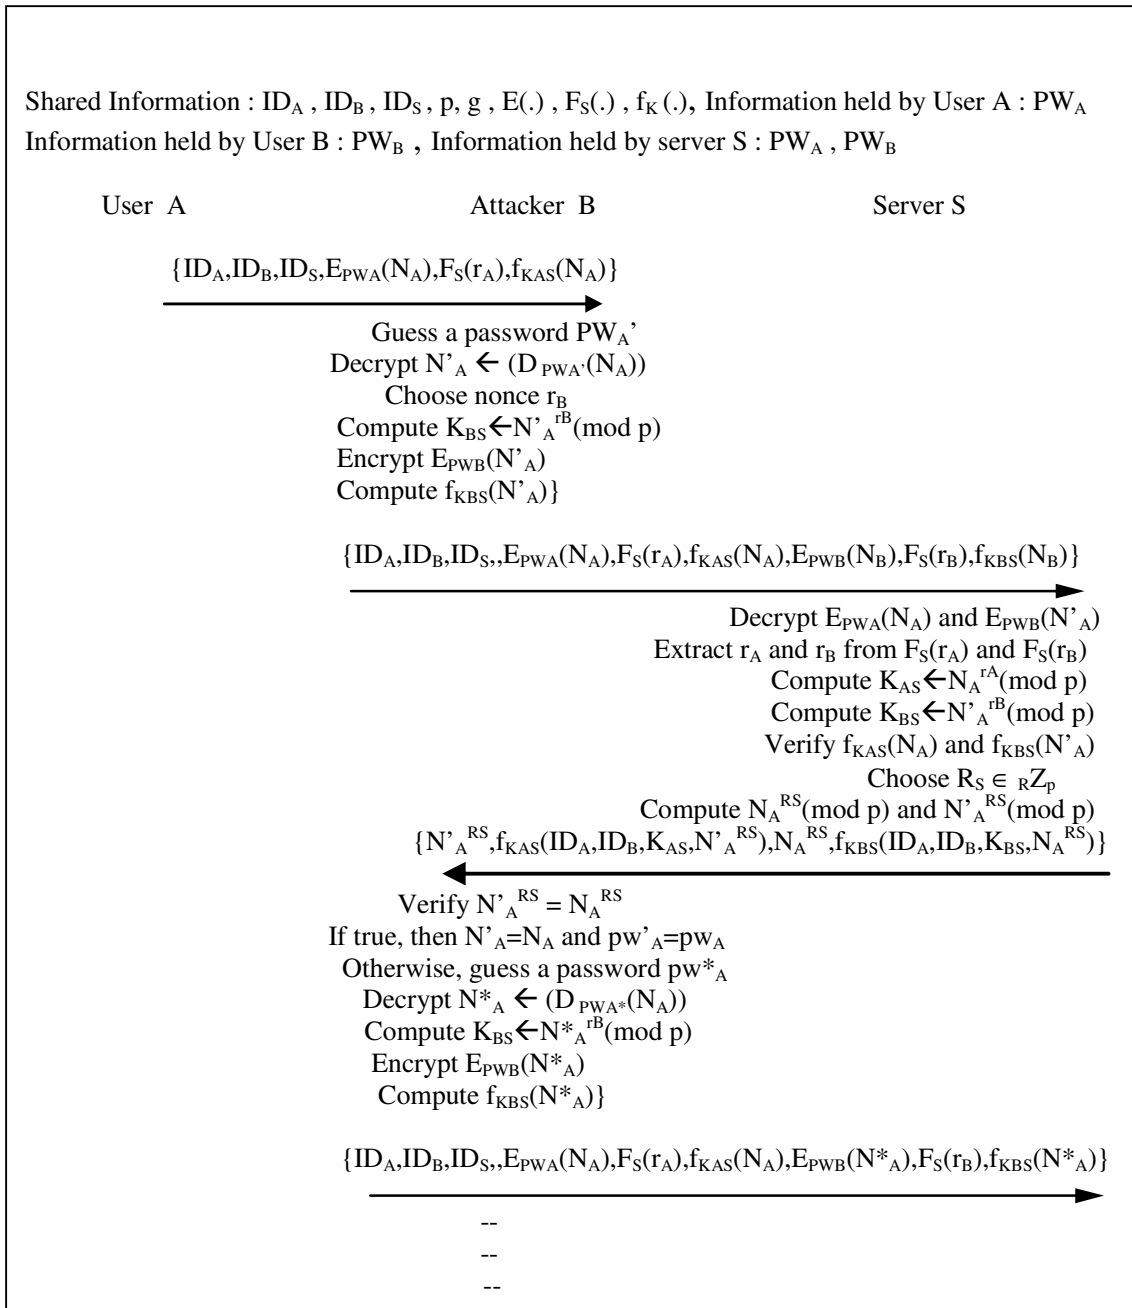 Shared Information : ID_A , ID_B , ID_S , p, g , E(.) , F_S(.) , f_K (.), Information held by User A : PW_A
Information held by User B : PW_B , Information held by server S : PW_A , PW_B
User A Attacker B Server S
{ID_A,ID_B,ID_S,E_PWA(N_A),F_S(r_A),f_KAS(N_A)}
Guess a password PW_A’
Decrypt N’_A ← (D_PWA’(N_A))
Choose nonce r_B
Compute K_BS←N’_A^rB(mod p)
Encrypt E_PWB(N’_A)
Compute f_KBS(N’_A)}
{ID_A,ID_B,ID_S,,E_PWA(N_A),F_S(r_A),f_KAS(N_A),E_PWB(N_B),F_S(r_B),f_KBS(N_B)}
Decrypt E_PWA(N_A) and E_PWB(N’_A)
Extract r_A and r_B from F_S(r_A) and F_S(r_B)
Compute K_AS←N_A^rA(mod p)
Compute K_BS←N’_A^rB(mod p)
Verify f_KAS(N_A) and f_KBS(N’_A)
Choose R_S ∈ _RZ_p
Compute N_A^RS(mod p) and N’_A^RS(mod p)
{N’_A^RS,f_KAS(ID_A,ID_B,K_AS,N’_A^RS),N_A^RS,f_KBS(ID_A,ID_B,K_BS,N_A^RS)}
Verify N’_A^RS = N_A^RS
If true, then N’_A=N_A and pw’_A=pw_A
Otherwise, guess a password pw*_A
Decrypt N*_A ← (D_PWA*(N_A))
Compute K_BS←N*_A^rB(mod p)
Encrypt E_PWB(N*_A)
Compute f_KBS(N*_A)}
{ID_A,ID_B,ID_S,,E_PWA(N_A),F_S(r_A),f_KAS(N_A),E_PWB(N*_A),F_S(r_B),f_KBS(N*_A)}
--
--
--